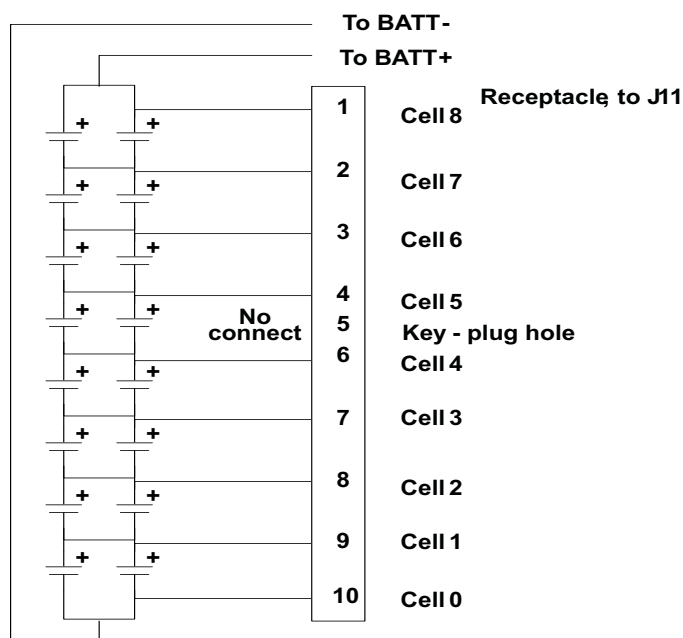 To BATT-
To BATT+
Receptacle, to J11
1 Cell 8
+ +
2 Cell 7
+ +
3 Cell 6
+ +
4 Cell 5
+ +
No
connect
5 Key - plug hole
6 Cell 4
+ +
7 Cell 3
+ +
8 Cell 2
+ +
9 Cell 1
+ +
10 Cell 0